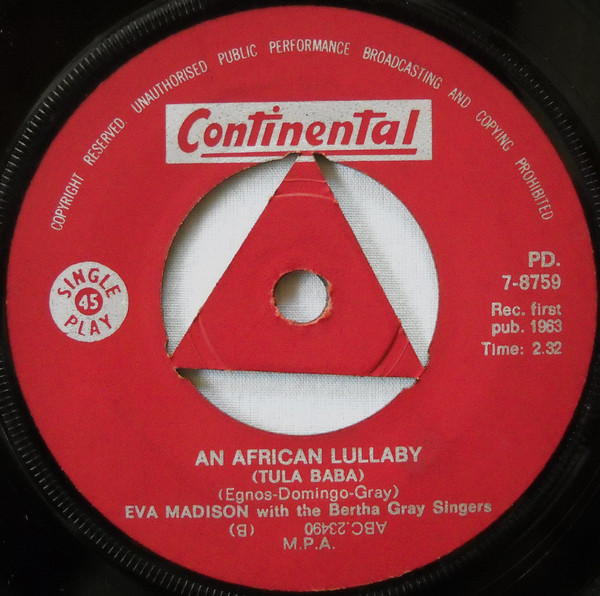 COPYRIGHT RESERVED. UNAUTHORISED PUBLIC PERFORMANCE BROADCASTING AND COPYING PROHIBITED
Continental
SINGLE
45
PLAY
PD.
7-8759
Rec. first
pub. 1963
Time: 2.32
AN AFRICAN LULLABY
(TULA BABA)
(Egnos-Domingo-Gray)
EVA MADISON with the Bertha Gray Singers
ABC.23490 (B)
M.P.A.